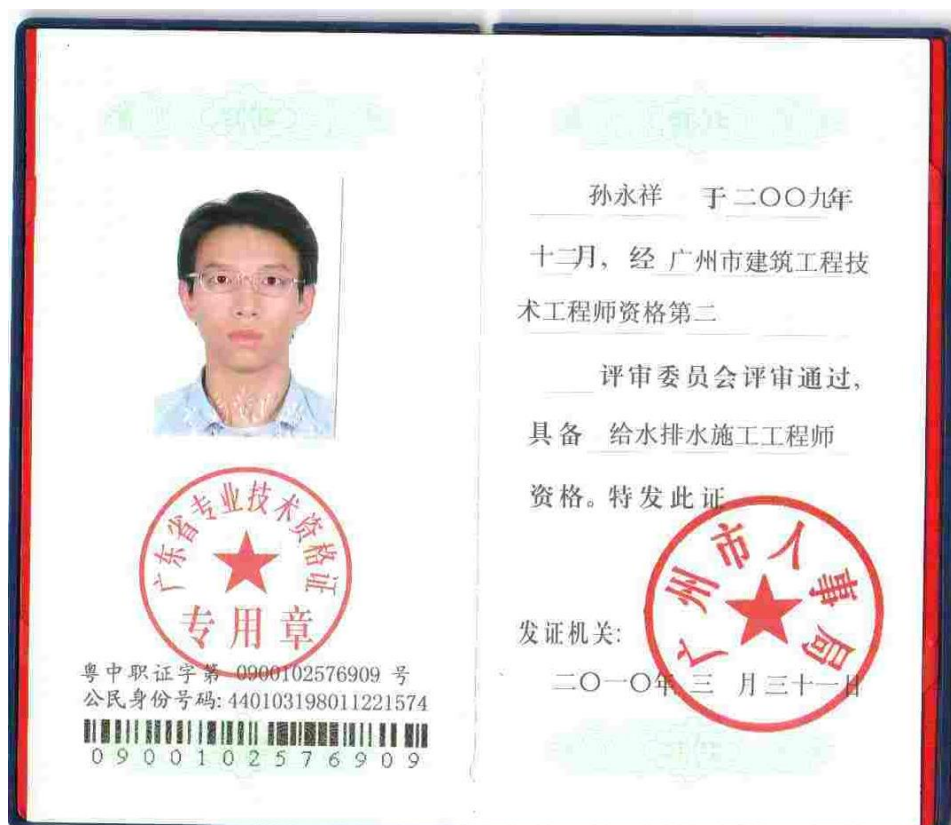 广东省专业技术资格证
专用章
粤中职证字第 0900102576909 号
公民身份号码: 440103198011221574
0900102576909
孙永祥 于二〇〇九年
十二月, 经 广州市建筑工程技
术工程师资格第二
评审委员会评审通过,
具备 给水排水施工工程师
资格。特发此证
广州市人事局
发证机关:
二〇一〇年 三 月三十一日